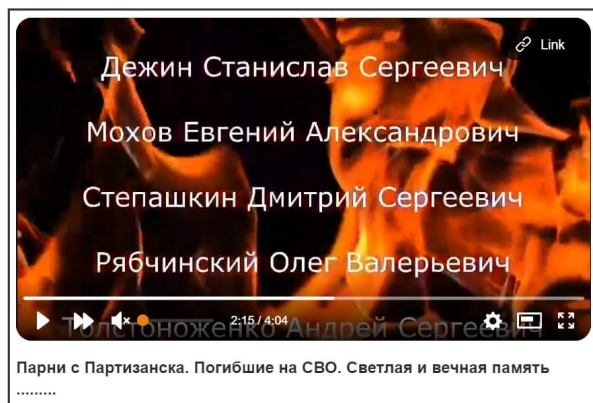 Link
Дежин Станислав Сергеевич
Мохов Евгений Александрович
Степашкин Дмитрий Сергеевич
Рябчинский Олег Валерьевич
2:15 / 4:04
Толстоноженко Андрей Сергеевич
Парни с Партизанска. Погибшие на СВО. Светлая и вечная память
.........